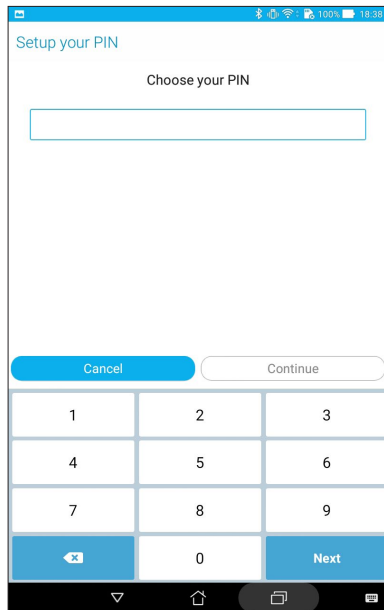 100% 18:38
Setup your PIN
Choose your PIN
Cancel Continue
1 2 3
4 5 6
7 8 9
0 Next